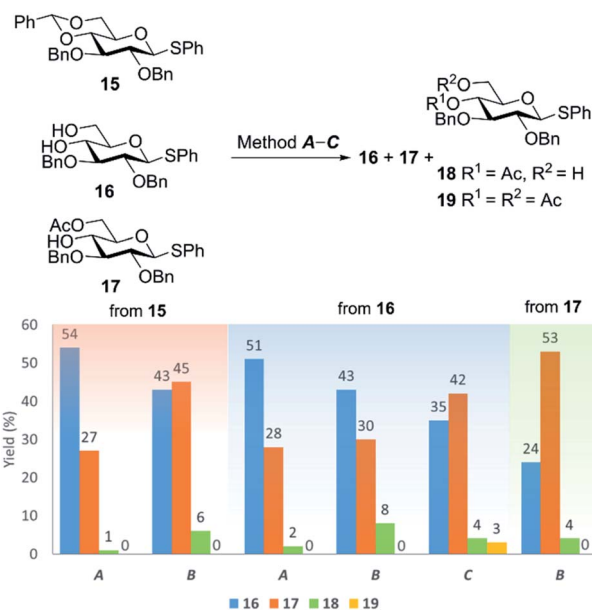 Ph O O O SPh
BnO OBn
15
HO HO O SPh
BnO OBn
16
AcO HO O SPh
BnO OBn
17
Method A–C
16 + 17 +
R²O R¹O O SPh
BnO OBn
18 R¹ = Ac, R² = H
19 R¹ = R² = Ac
from 15 from 16 from 17
Yield (%)
60
50
40
30
20
10
0
54 27 1 0
43 45 6 0
51 28 2 0
43 30 8 0
35 42 4 3
24 53 4 0
A B A B C B
16 17 18 19